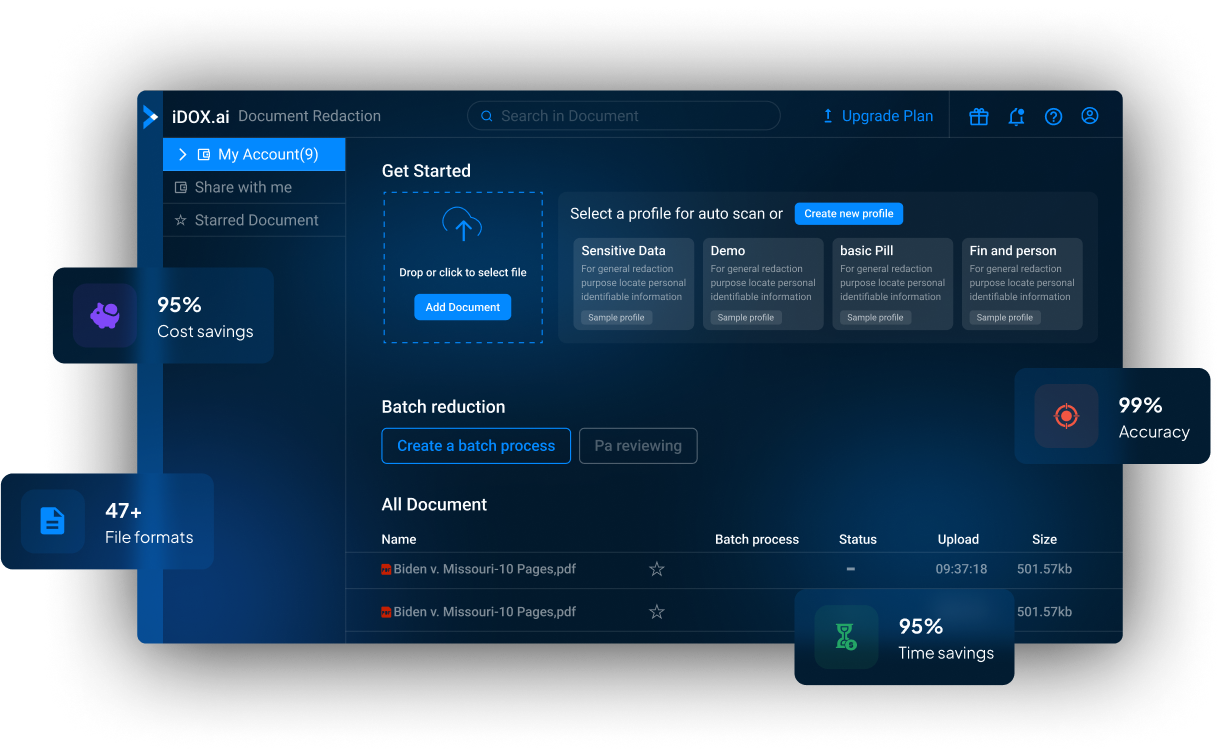 iDOX.ai Document Redaction
Search in Document
Upgrade Plan
My Account(9)
Share with me
Starred Document
Get Started
Drop or click to select file
Add Document
Select a profile for auto scan or
Create new profile
Sensitive Data
For general redaction
purpose locate personal
identifiable information
Sample profile
Demo
For general redaction
purpose locate personal
identifiable information
Sample profile
basic Pill
For general redaction
purpose locate personal
identifiable information
Sample profile
Fin and person
For general redaction
purpose locate personal
identifiable information
Sample profile
95%
Cost savings
99%
Accuracy
Batch reduction
Create a batch process
Pa reviewing
47+
File formats
All Document
Name Batch process Status Upload Size
Biden v. Missouri-10 Pages,pdf – 09:37:18 501.57kb
Biden v. Missouri-10 Pages,pdf 501.57kb
95%
Time savings